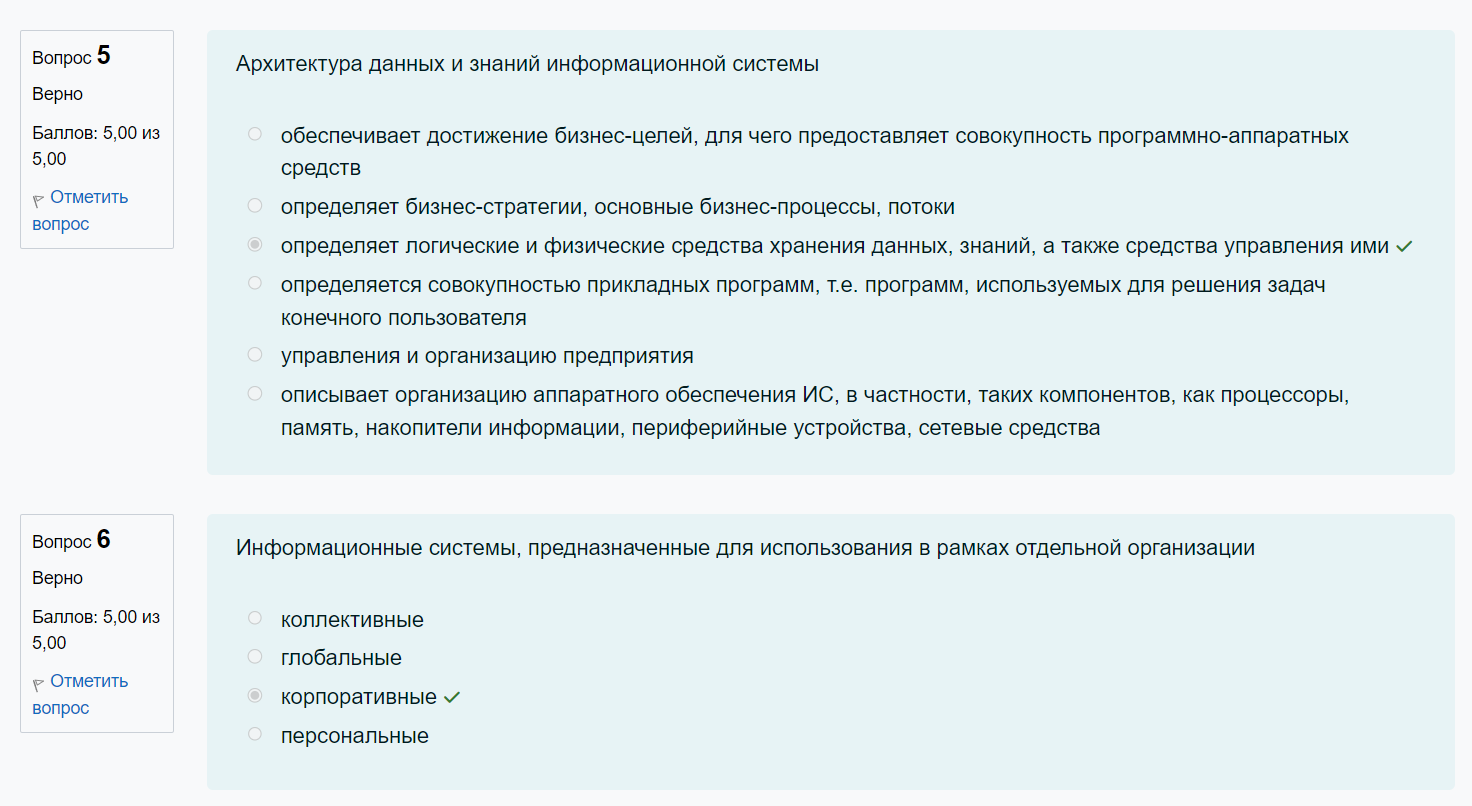 Вопрос 5
Верно
Баллов: 5,00 из
5,00
Отметить
вопрос
Архитектура данных и знаний информационной системы
обеспечивает достижение бизнес-целей, для чего предоставляет совокупность программно-аппаратных
средств
определяет бизнес-стратегии, основные бизнес-процессы, потоки
определяет логические и физические средства хранения данных, знаний, а также средства управления ими
определяется совокупностью прикладных программ, т.е. программ, используемых для решения задач
конечного пользователя
управления и организацию предприятия
описывает организацию аппаратного обеспечения ИС, в частности, таких компонентов, как процессоры,
память, накопители информации, периферийные устройства, сетевые средства
Вопрос 6
Верно
Баллов: 5,00 из
5,00
Отметить
вопрос
Информационные системы, предназначенные для использования в рамках отдельной организации
коллективные
глобальные
корпоративные
персональные